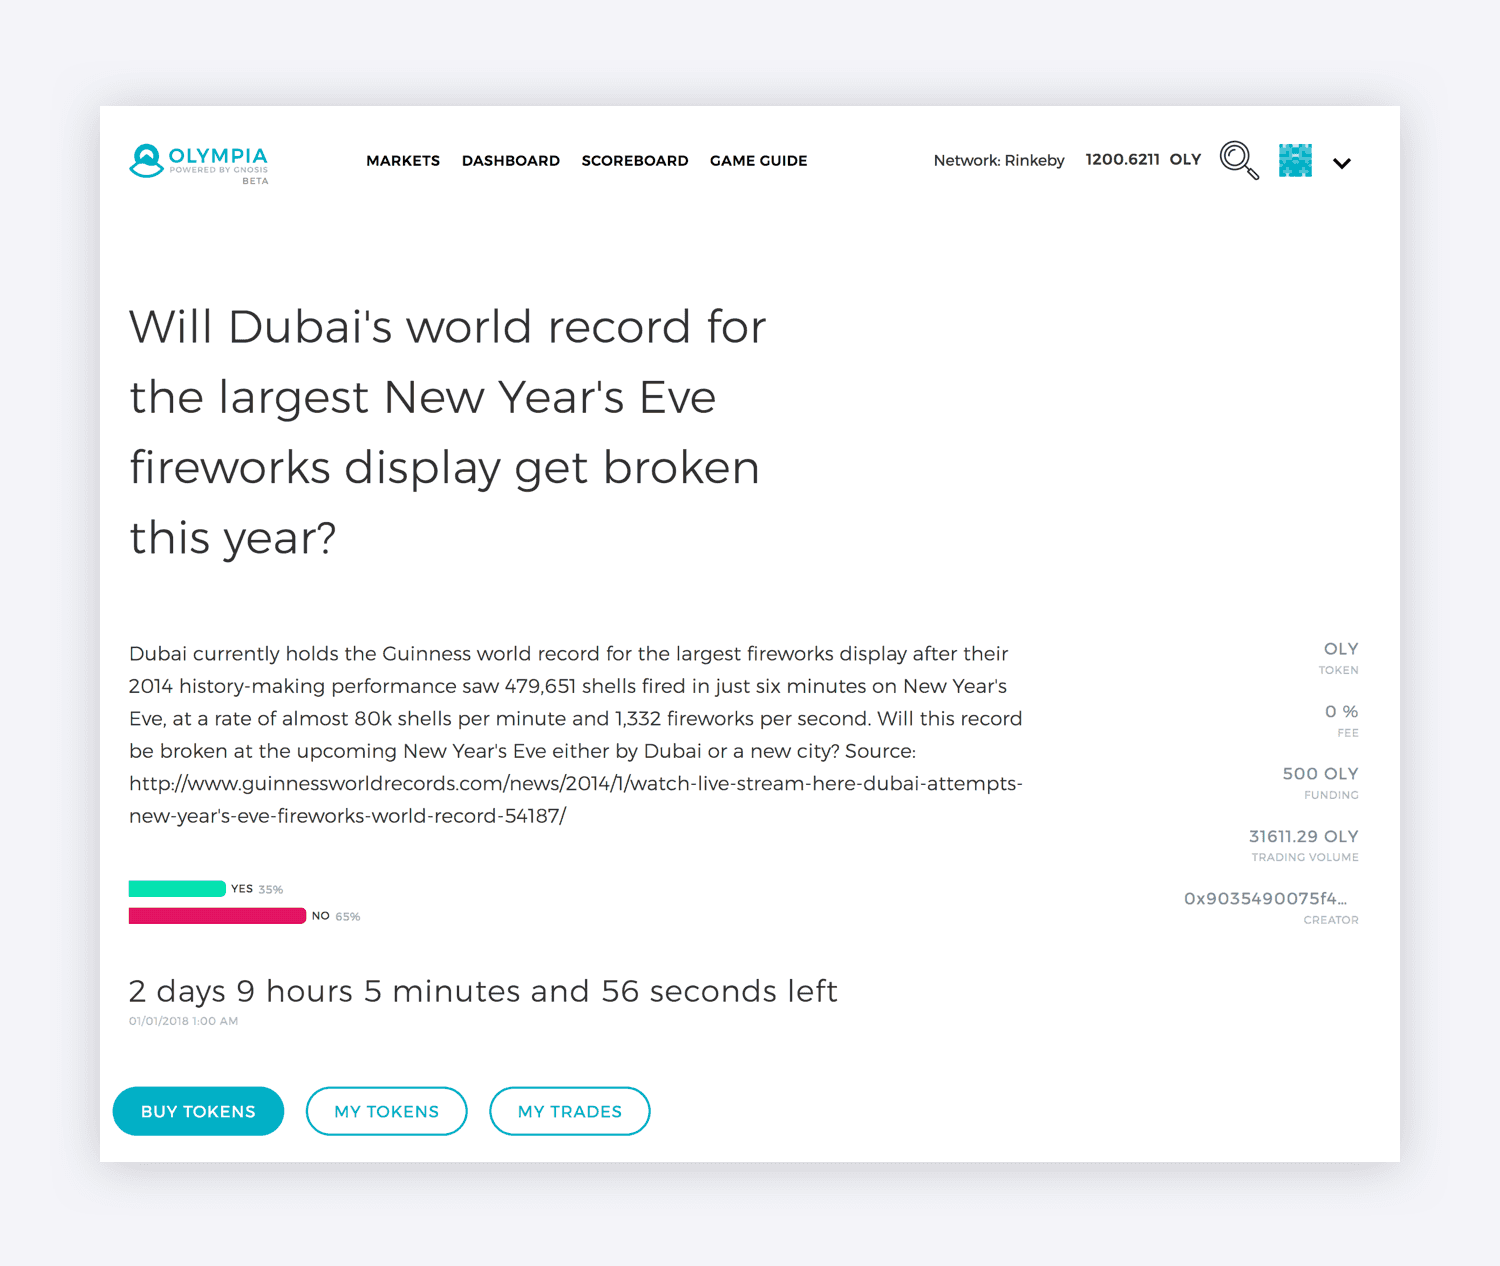 OLYMPIA
POWERED BY GNOSIS
BETA
MARKETS DASHBOARD SCOREBOARD GAME GUIDE
Network: Rinkeby 1200.6211 OLY
Will Dubai's world record for
the largest New Year's Eve
fireworks display get broken
this year?
Dubai currently holds the Guinness world record for the largest fireworks display after their
2014 history-making performance saw 479,651 shells fired in just six minutes on New Year's
Eve, at a rate of almost 80k shells per minute and 1,332 fireworks per second. Will this record
be broken at the upcoming New Year's Eve either by Dubai or a new city? Source:
http://www.guinnessworldrecords.com/news/2014/1/watch-live-stream-here-dubai-attempts-
new-year's-eve-fireworks-world-record-54187/
OLY
TOKEN
0 %
FEE
500 OLY
FUNDING
31611.29 OLY
TRADING VOLUME
0x9035490075f4...
CREATOR
YES 35%
NO 65%
2 days 9 hours 5 minutes and 56 seconds left
01/01/2018 1:00 AM
BUY TOKENS MY TOKENS MY TRADES